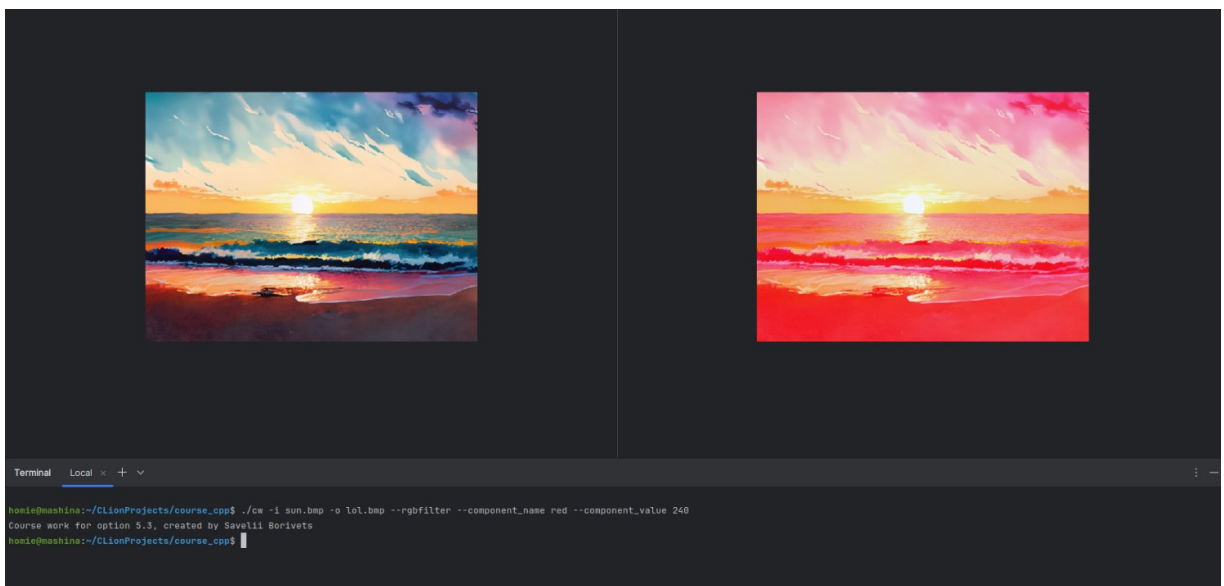 Terminal Local × +
homie@mashina:~/CLionProjects/course_cpp$ ./cw -i sun.bmp -o lol.bmp --rgbfilter --component_name red --component_value 240
Course work for option 5.3, created by Savelii Borivets
homie@mashina:~/CLionProjects/course_cpp$